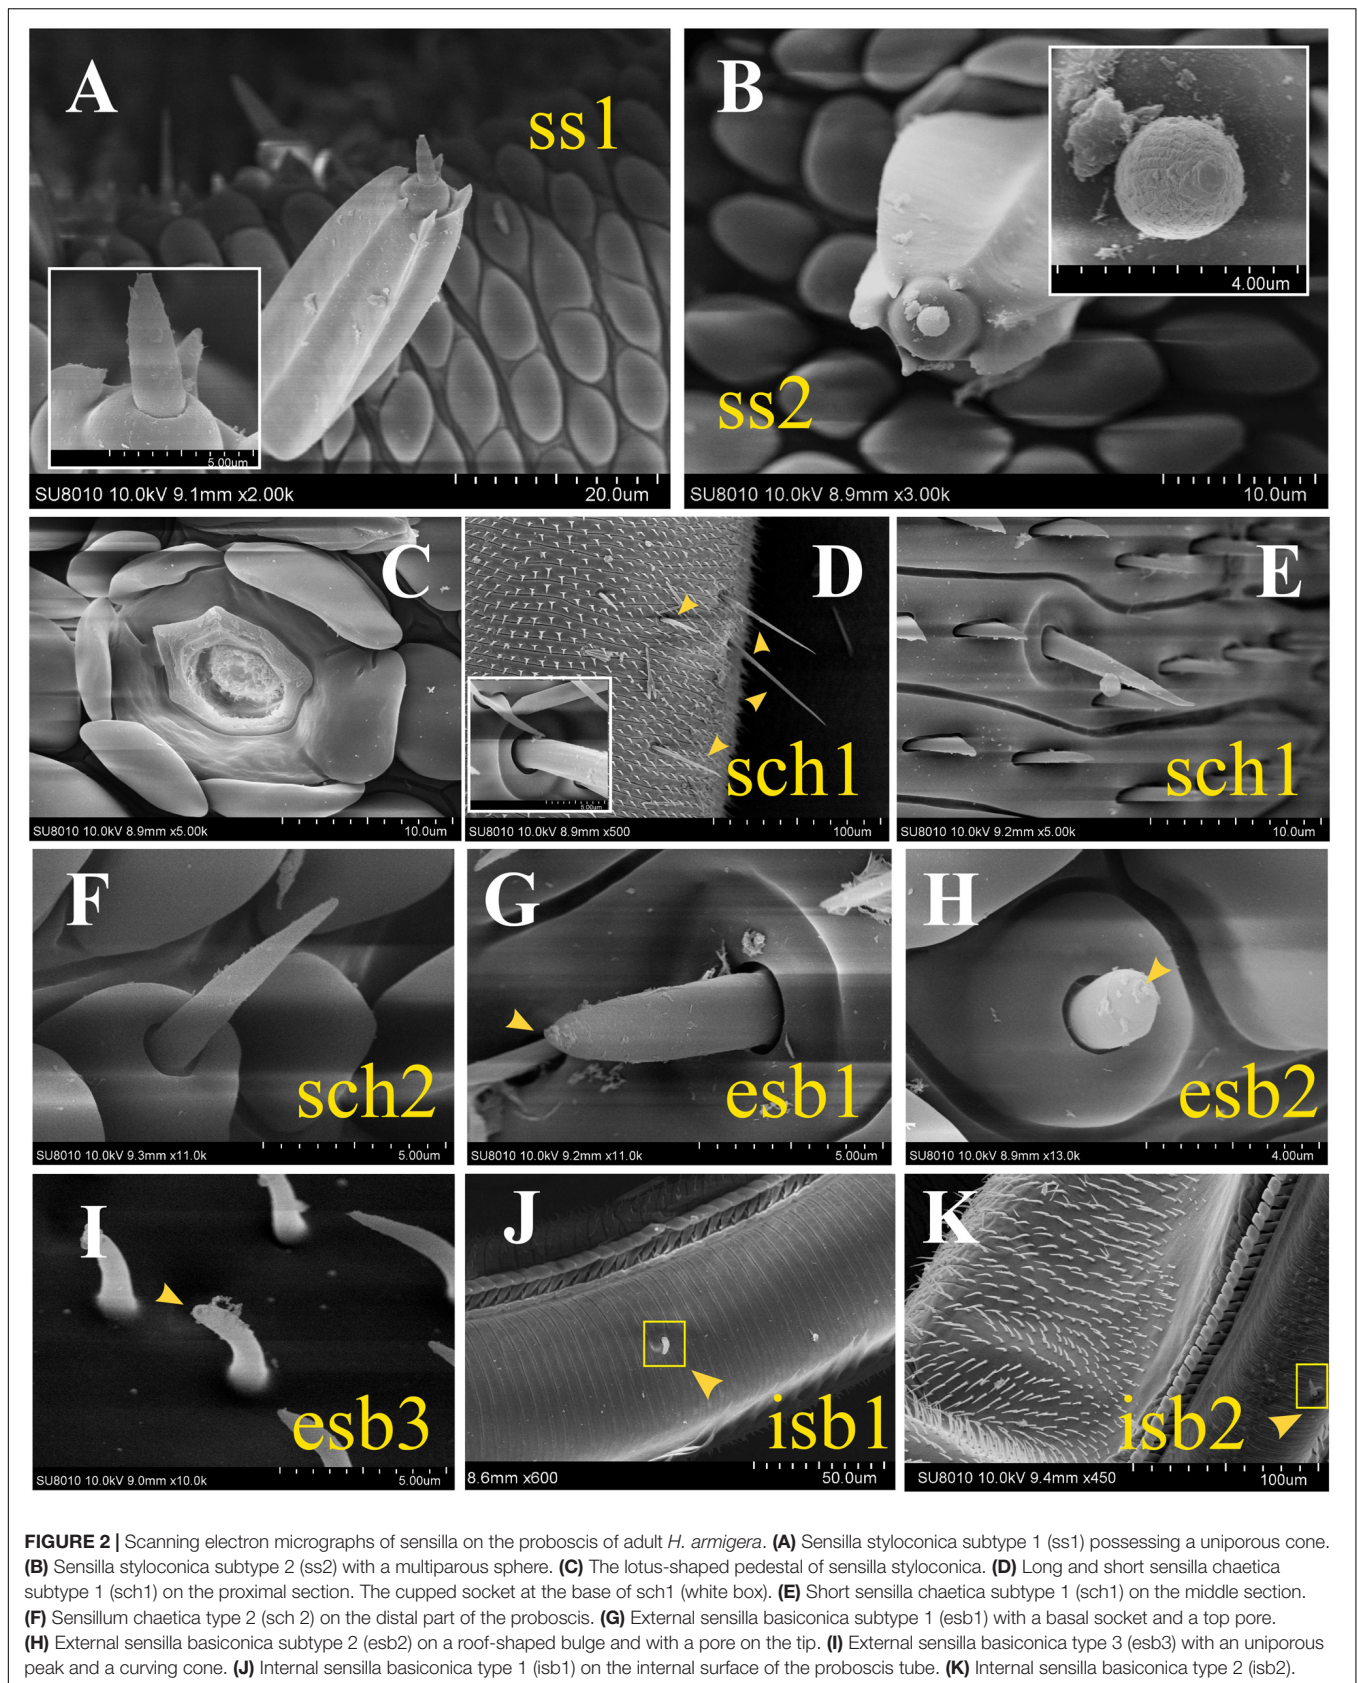 A
ss1
5.00um
SU8010 10.0kV 9.1mm x2.00k
20.0um
B
4.00um
ss2
SU8010 10.0kV 8.9mm x3.00k
10.0um
C
SU8010 10.0kV 8.9mm x5.00k
10.0um
D
sch1
5.00um
SU8010 10.0kV 8.9mm x500
100um
E
sch1
SU8010 10.0kV 9.2mm x5.00k
10.0um
F
sch2
SU8010 10.0kV 9.3mm x11.0k
5.00um
G
esb1
SU8010 10.0kV 9.2mm x11.0k
5.00um
H
esb2
SU8010 10.0kV 8.9mm x13.0k
4.00um
I
esb3
SU8010 10.0kV 9.0mm x10.0k
5.00um
J
isb1
8.6mm x600
50.0um
K
isb2
SU8010 10.0kV 9.4mm x450
100um
FIGURE 2 | Scanning electron micrographs of sensilla on the proboscis of adult H. armigera. (A) Sensilla styloconica subtype 1 (ss1) possessing a uniporous cone.
(B) Sensilla styloconica subtype 2 (ss2) with a multiparous sphere. (C) The lotus-shaped pedestal of sensilla styloconica. (D) Long and short sensilla chaetica
subtype 1 (sch1) on the proximal section. The cupped socket at the base of sch1 (white box). (E) Short sensilla chaetica subtype 1 (sch1) on the middle section.
(F) Sensillum chaetica type 2 (sch 2) on the distal part of the proboscis. (G) External sensilla basiconica subtype 1 (esb1) with a basal socket and a top pore.
(H) External sensilla basiconica subtype 2 (esb2) on a roof-shaped bulge and with a pore on the tip. (I) External sensilla basiconica type 3 (esb3) with an uniporous
peak and a curving cone. (J) Internal sensilla basiconica type 1 (isb1) on the internal surface of the proboscis tube. (K) Internal sensilla basiconica type 2 (isb2).